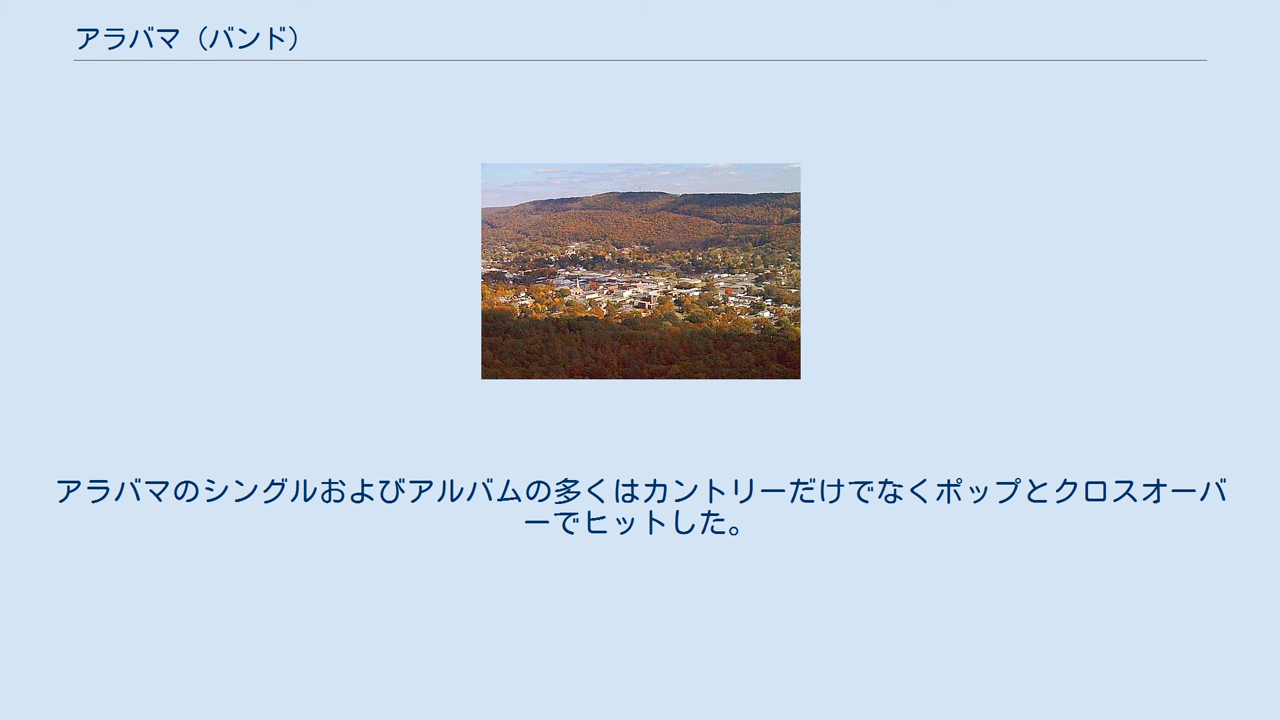 アラバマ（バンド）
アラバマのシングルおよびアルバムの多くはカントリーだけでなくポップとクロスオーバ
ーでヒットした。